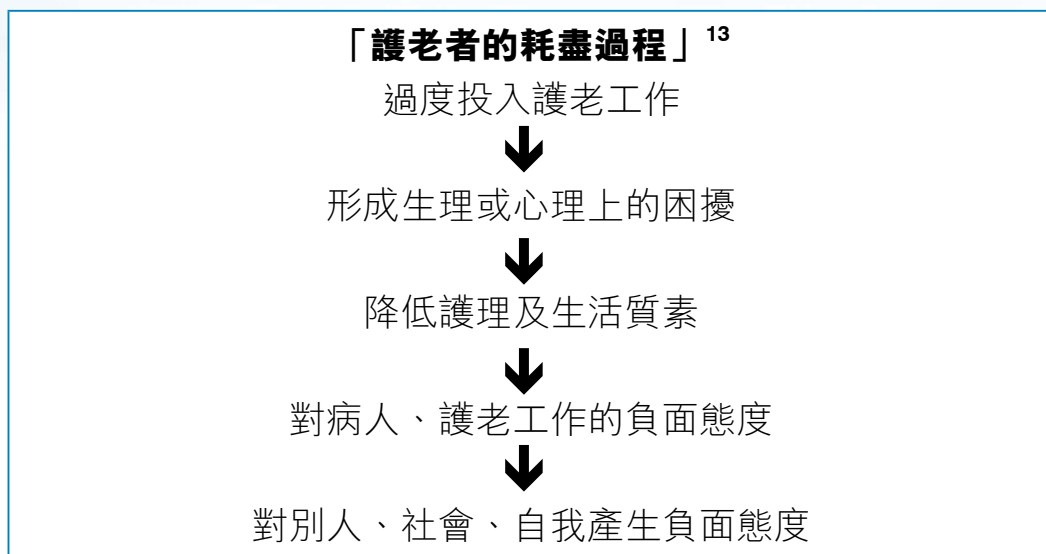 「護老者的耗盡過程」 13
過度投入護老工作
形成生理或心理上的困擾
降低護理及生活質素
對病人、護老工作的負面態度
對別人、社會、自我產生負面態度